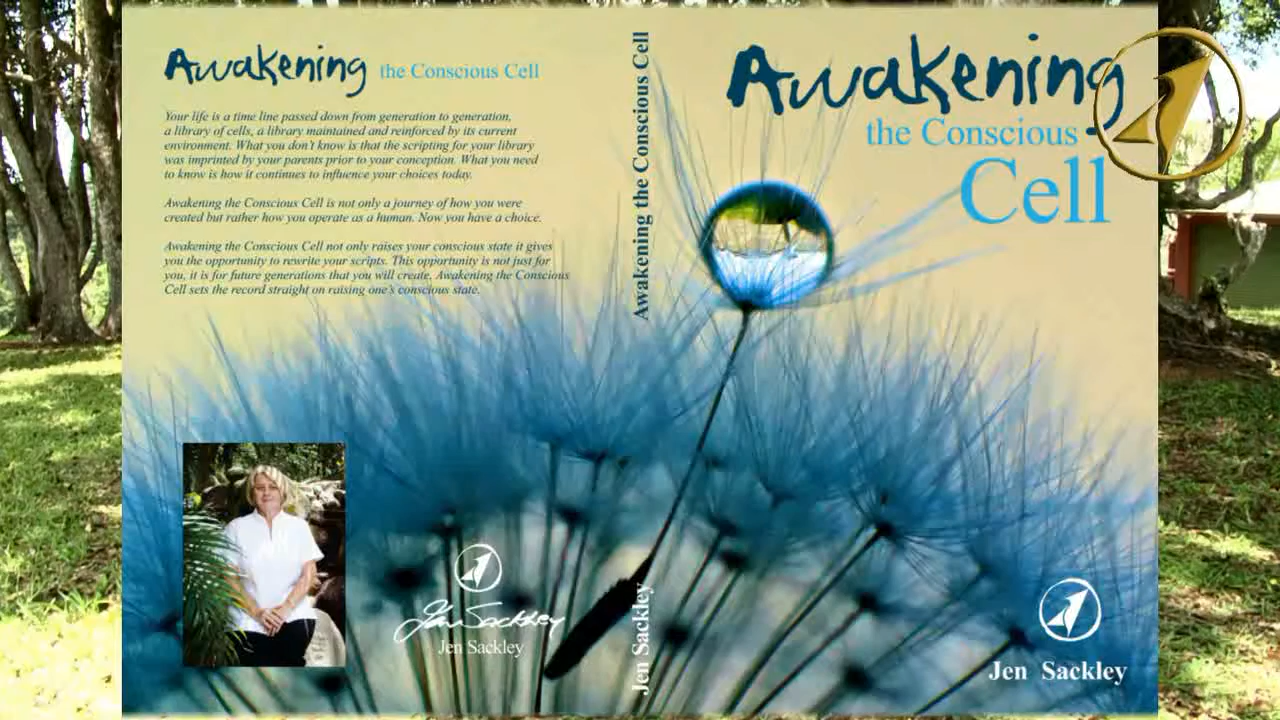 Awakening the Conscious Cell
Your life is a time line passed down from generation to generation,
a library of cells, a library maintained and reinforced by its current
environment. What you don't know is that the scripting for your library
was imprinted by your parents prior to your conception. What you need
to know is how it continues to influence your choices today.
Awakening the Conscious Cell is not only a journey of how you were
created but rather how you operate as a human. Now you have a choice.
Awakening the Conscious Cell not only raises your conscious state it gives
you the opportunity to rewrite your scripts. This opportunity is not just for
you, it is for future generations that you will create. Awakening the Conscious
Cell sets the record straight on raising one's conscious state.
Jen Sackley
Jen Sackley
Awakening the Conscious Cell
Jen Sackley
Awakening
the Conscious
Cell
Jen Sackley